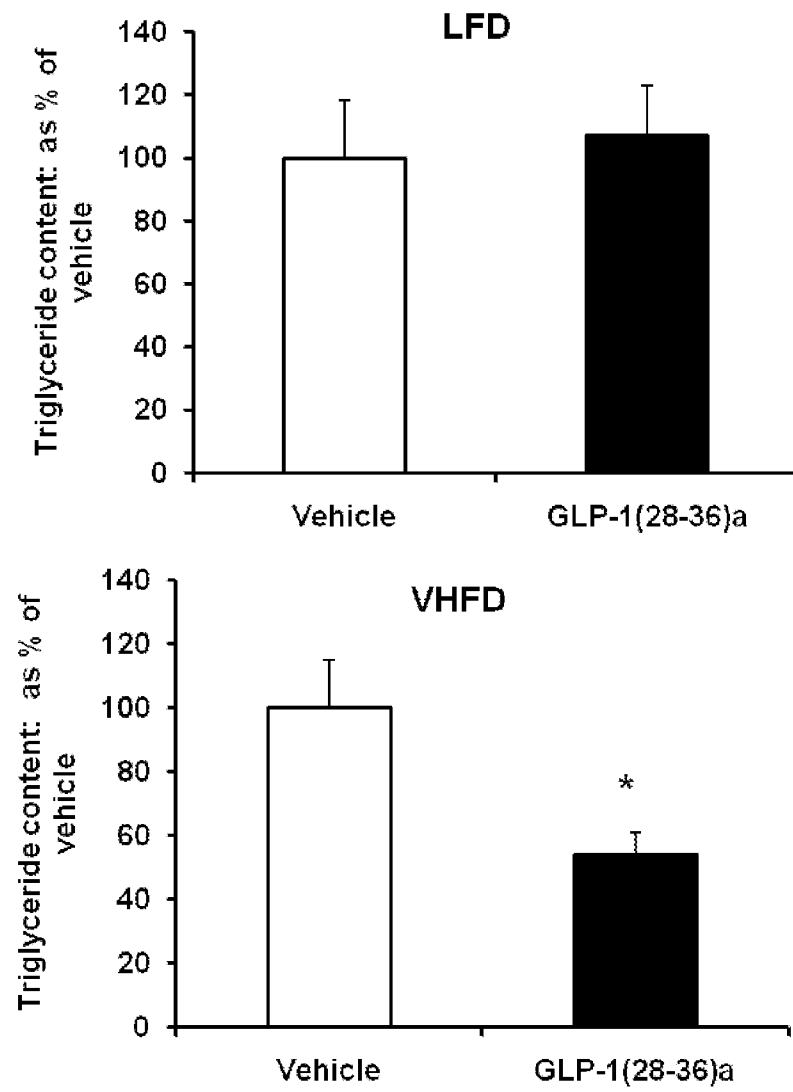 LFD
Triglyceride content: as % of
vehicle
140
120
100
80
60
40
20
0
Vehicle GLP-1(28-36)a
VHFD
Triglyceride content: as % of
vehicle
140
120
100
80
60
40
20
0
*
Vehicle GLP-1(28-36)a